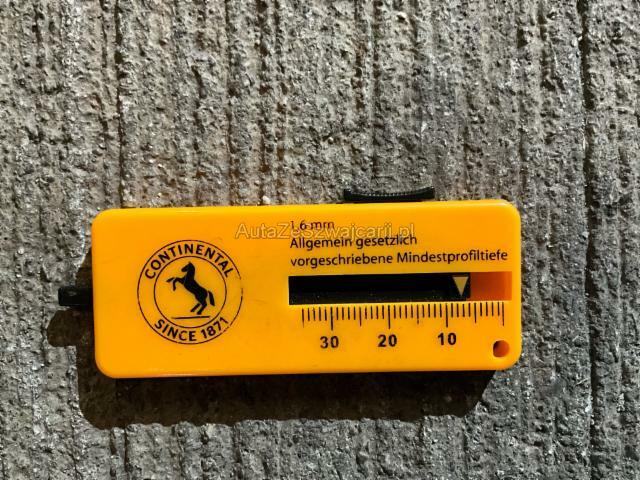 1,6 mm
AutaZeSzwajcarii.pl
Allgemein gesetzlich
vorgeschriebene Mindestprofiltiefe
CONTINENTAL
SINCE 1871
30 20 10